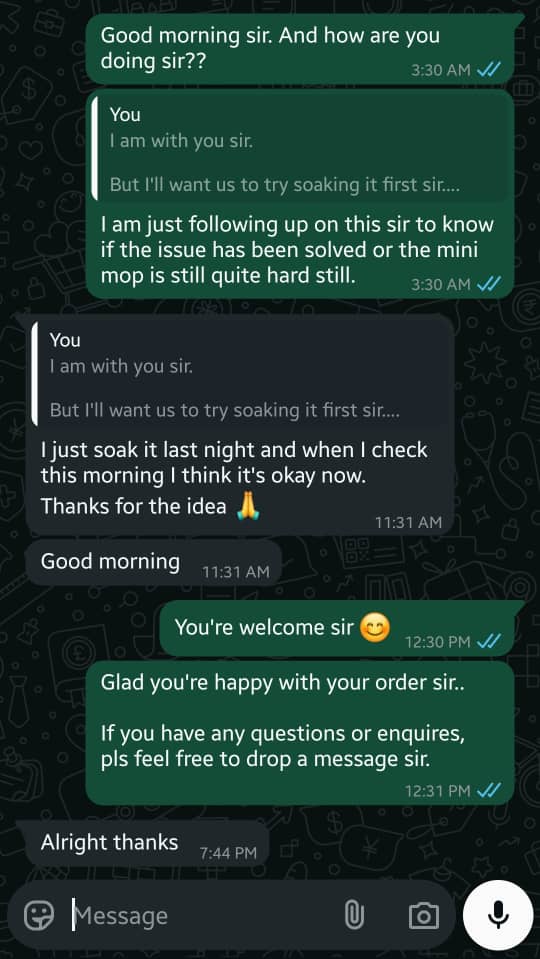 Good morning sir. And how are you
doing sir??
3:30 AM
You
I am with you sir.
But I'll want us to try soaking it first sir....
I am just following up on this sir to know
if the issue has been solved or the mini
mop is still quite hard still.
3:30 AM
You
I am with you sir.
But I'll want us to try soaking it first sir....
I just soak it last night and when I check
this morning I think it's okay now.
Thanks for the idea 🙏
11:31 AM
Good morning
11:31 AM
You're welcome sir 😊
12:30 PM
Glad you're happy with your order sir..
If you have any questions or enquires,
pls feel free to drop a message sir.
12:31 PM
Alright thanks
7:44 PM
Message